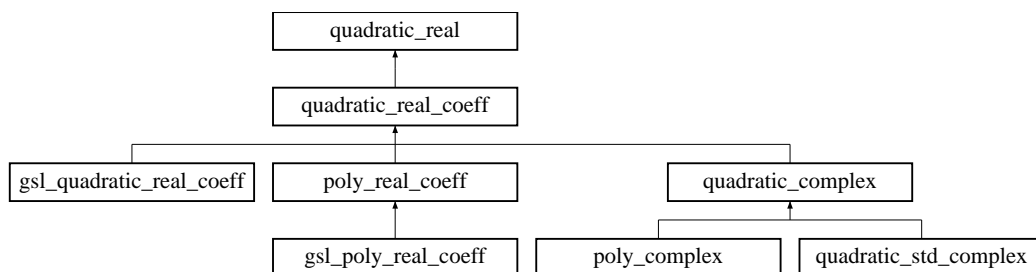 quadratic_real
quadratic_real_coeff
gsl_quadratic_real_coeff
poly_real_coeff
quadratic_complex
gsl_poly_real_coeff
poly_complex
quadratic_std_complex